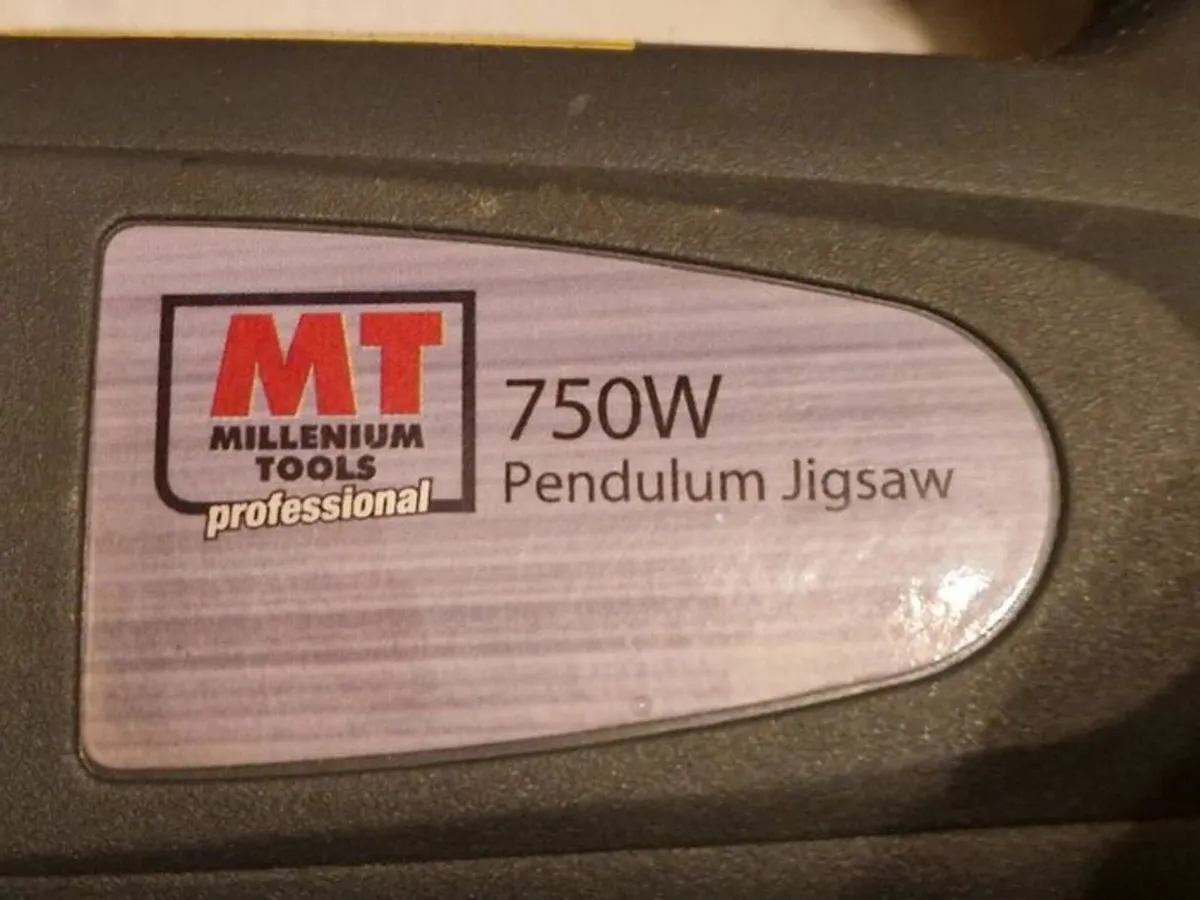 MT
MILLENIUM
TOOLS
professional
750W
Pendulum Jigsaw